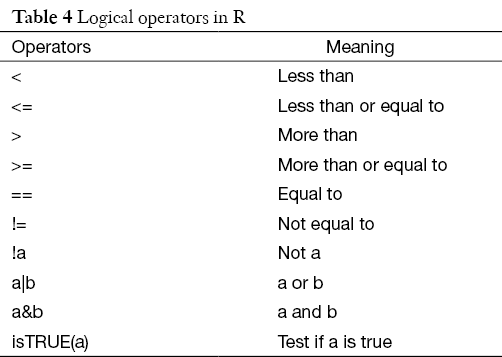 Table 4 Logical operators in R
Operators Meaning
< Less than
<= Less than or equal to
> More than
>= More than or equal to
== Equal to
!= Not equal to
!a Not a
a|b a or b
a&b a and b
isTRUE(a) Test if a is true